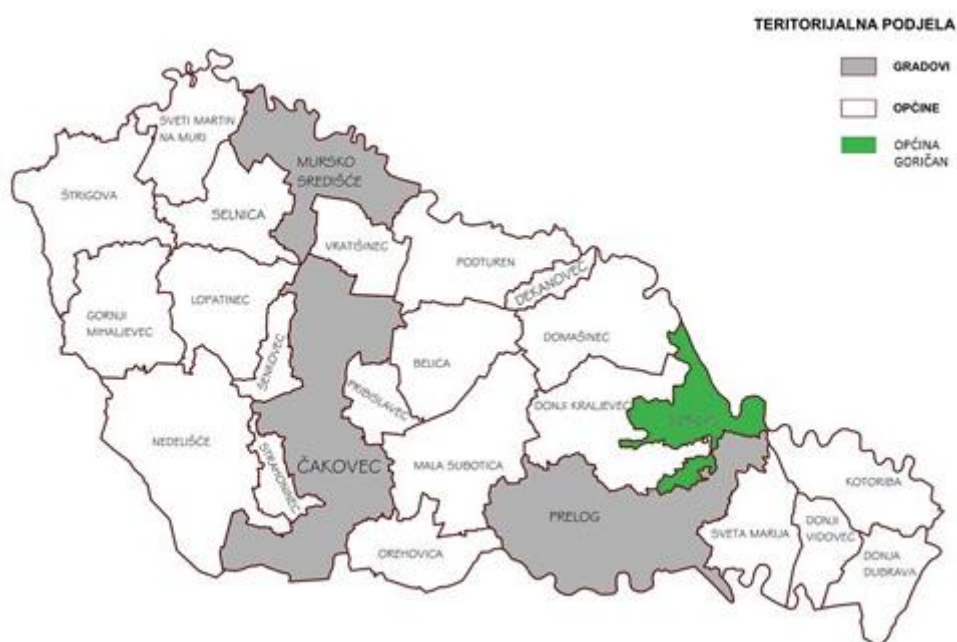 TERITORIJALNA PODJELA
GRADOVI
OPĆINE
OPĆINA
GORIČAN
SVETI MARTIN
NA MURI
MURSKO
SREDIŠĆE
ŠTRIGOVA
SELNICA
VRATIŠINEC
PODTUREN
DEKANOVEC
LOPATINEC
GORNJI
MIHALJEVEC
ŠENKOVEC
BELICA
DOMAŠINEC
PRIBISLAVEC
DONJI KRALJEVEC
NEDELIŠĆE
STRAHONINEC
ČAKOVEC
MALA SUBOTICA
KOTORIBA
PRELOG
SVETA MARIJA
DONJI
VIDOVEC
OREHOVICA
DONJA
DUBRAVA